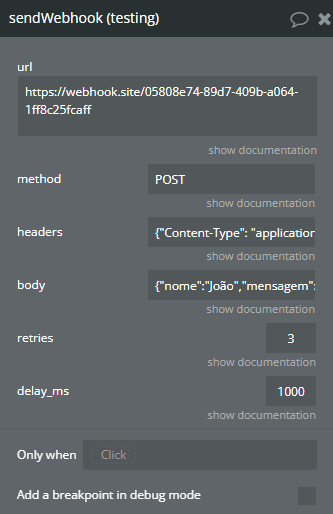 sendWebhook (testing)
url
https://webhook.site/05808e74-89d7-409b-a064-
1ff8c25fcaff
show documentation
method POST
show documentation
headers {"Content-Type": "application
show documentation
body {"nome":"João","mensagem":
show documentation
retries 3
show documentation
delay_ms 1000
show documentation
Only when Click
Add a breakpoint in debug mode